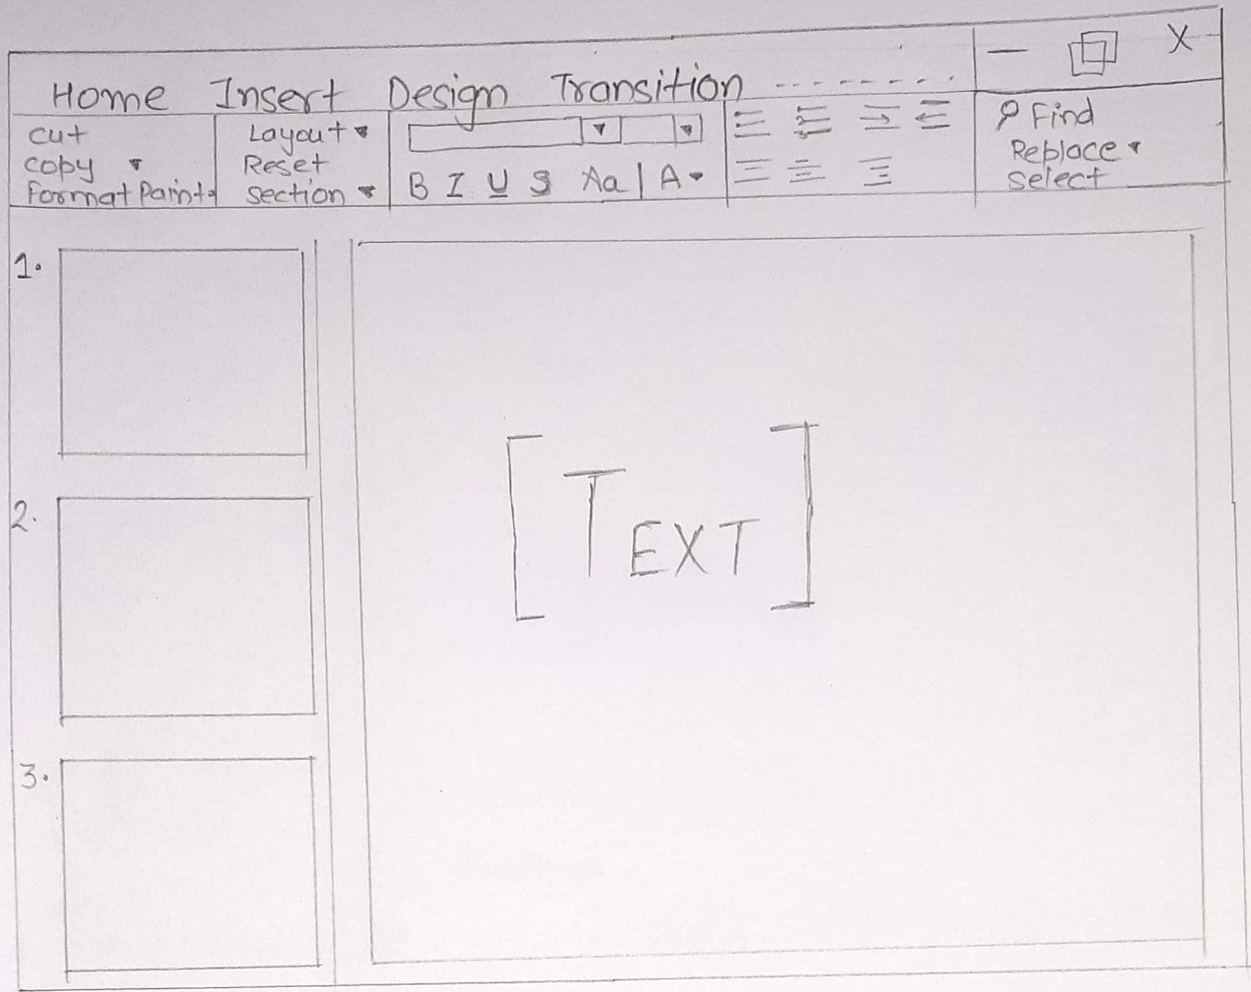 Home Insert Design Transition ........
X
cut
copy
Format Paint
Layout
Reset
Section
B I U S Aa | A
Find
Replace
Select
1.
2.
3.
[TEXT]